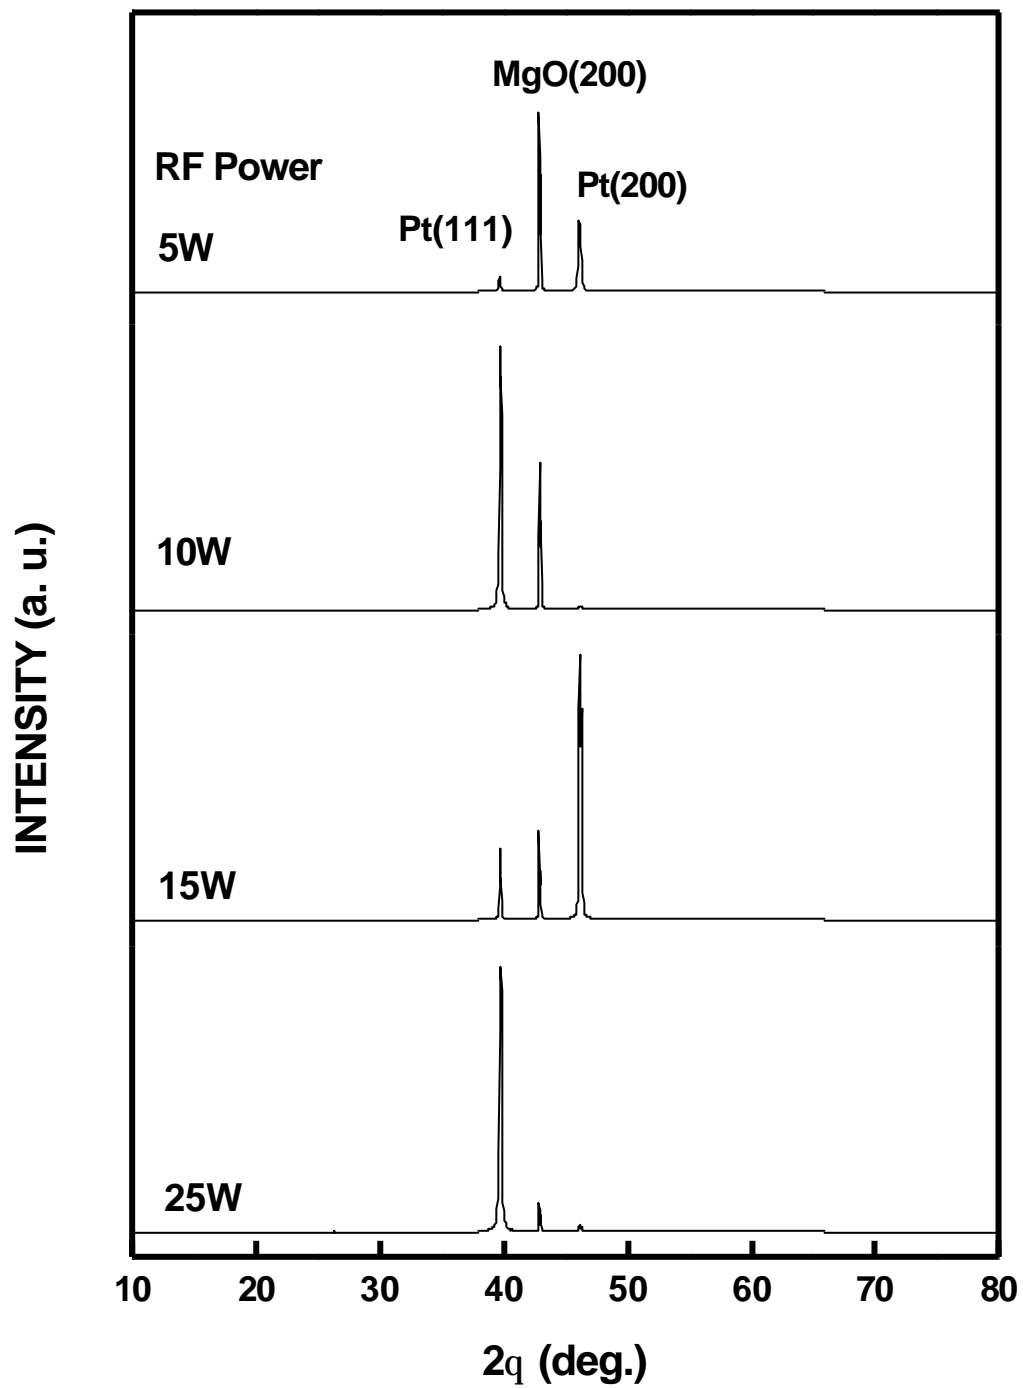 MgO(200)
RF Power
Pt(200)
Pt(111)
5W
10W
15W
25W
INTENSITY (a. u.)
10 20 30 40 50 60 70 80
2q (deg.)